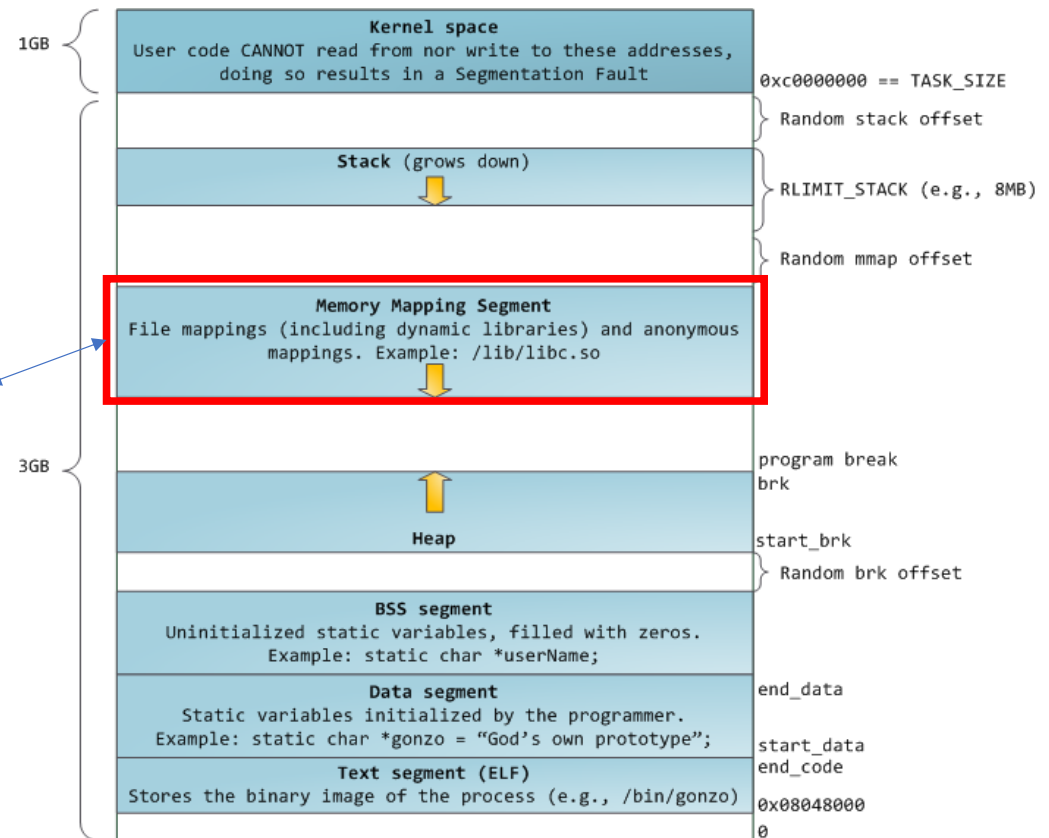 1GB
Kernel space
User code CANNOT read from nor write to these addresses,
doing so results in a Segmentation Fault
0xc0000000 == TASK_SIZE
Random stack offset
Stack (grows down)
RLIMIT_STACK (e.g., 8MB)
Random mmap offset
Memory Mapping Segment
File mappings (including dynamic libraries) and anonymous
mappings. Example: /lib/libc.so
3GB
program break
brk
Heap
start_brk
Random brk offset
BSS segment
Uninitialized static variables, filled with zeros.
Example: static char *userName;
Data segment
Static variables initialized by the programmer.
Example: static char *gonzo = “God’s own prototype”;
end_data
start_data
Text segment (ELF)
Stores the binary image of the process (e.g., /bin/gonzo)
end_code
0x08048000
0